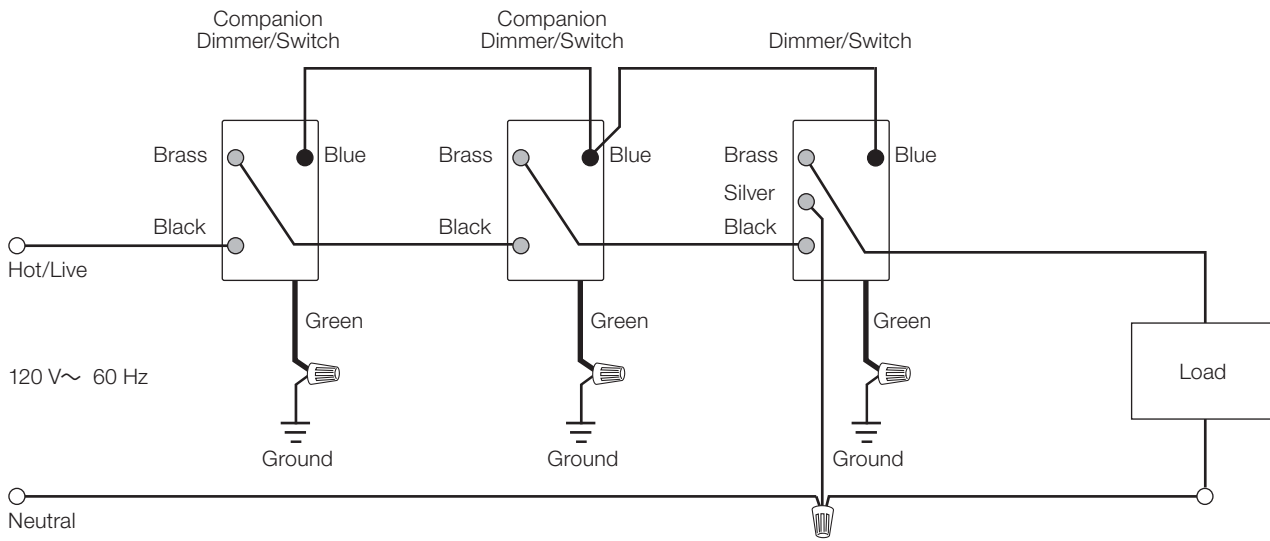 Companion
Dimmer/Switch
Companion
Dimmer/Switch
Dimmer/Switch
Brass
Blue
Brass
Blue
Brass
Blue
Silver
Black
Black
Black
Hot/Live
Green
Green
Green
120 V～ 60 Hz
Load
Ground
Ground
Ground
Neutral